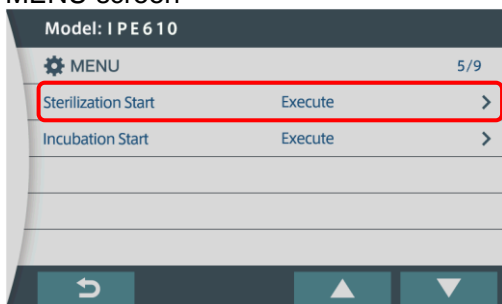 MENU screen
Model: IPE610
MENU 5/9
Sterilization Start Execute
Incubation Start Execute